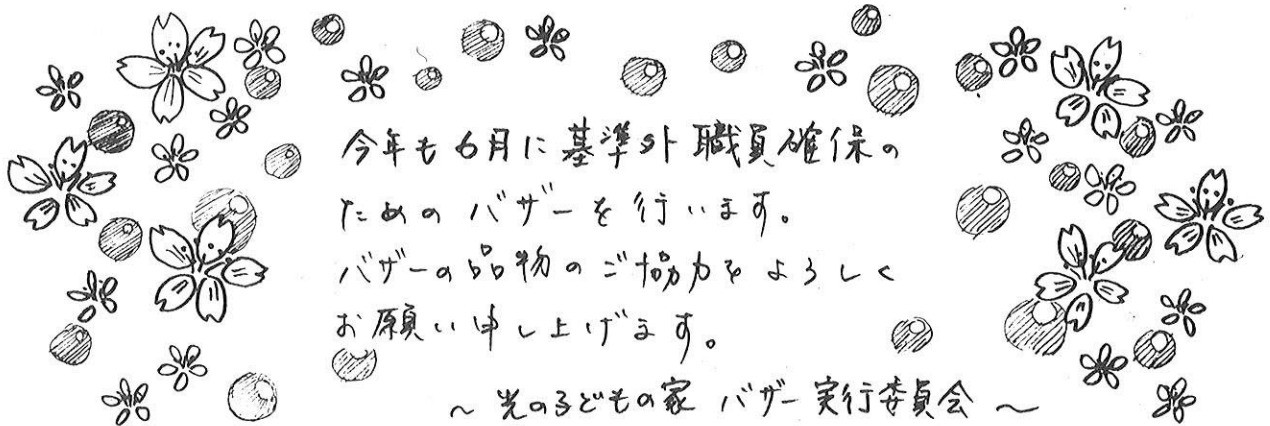 今年も6月に基準外職員確保の
ためのバザーを行います。
バザーの品物のご協力をよろしく
お願い申し上げます。
～光の子どもの家 バザー実行委員会～